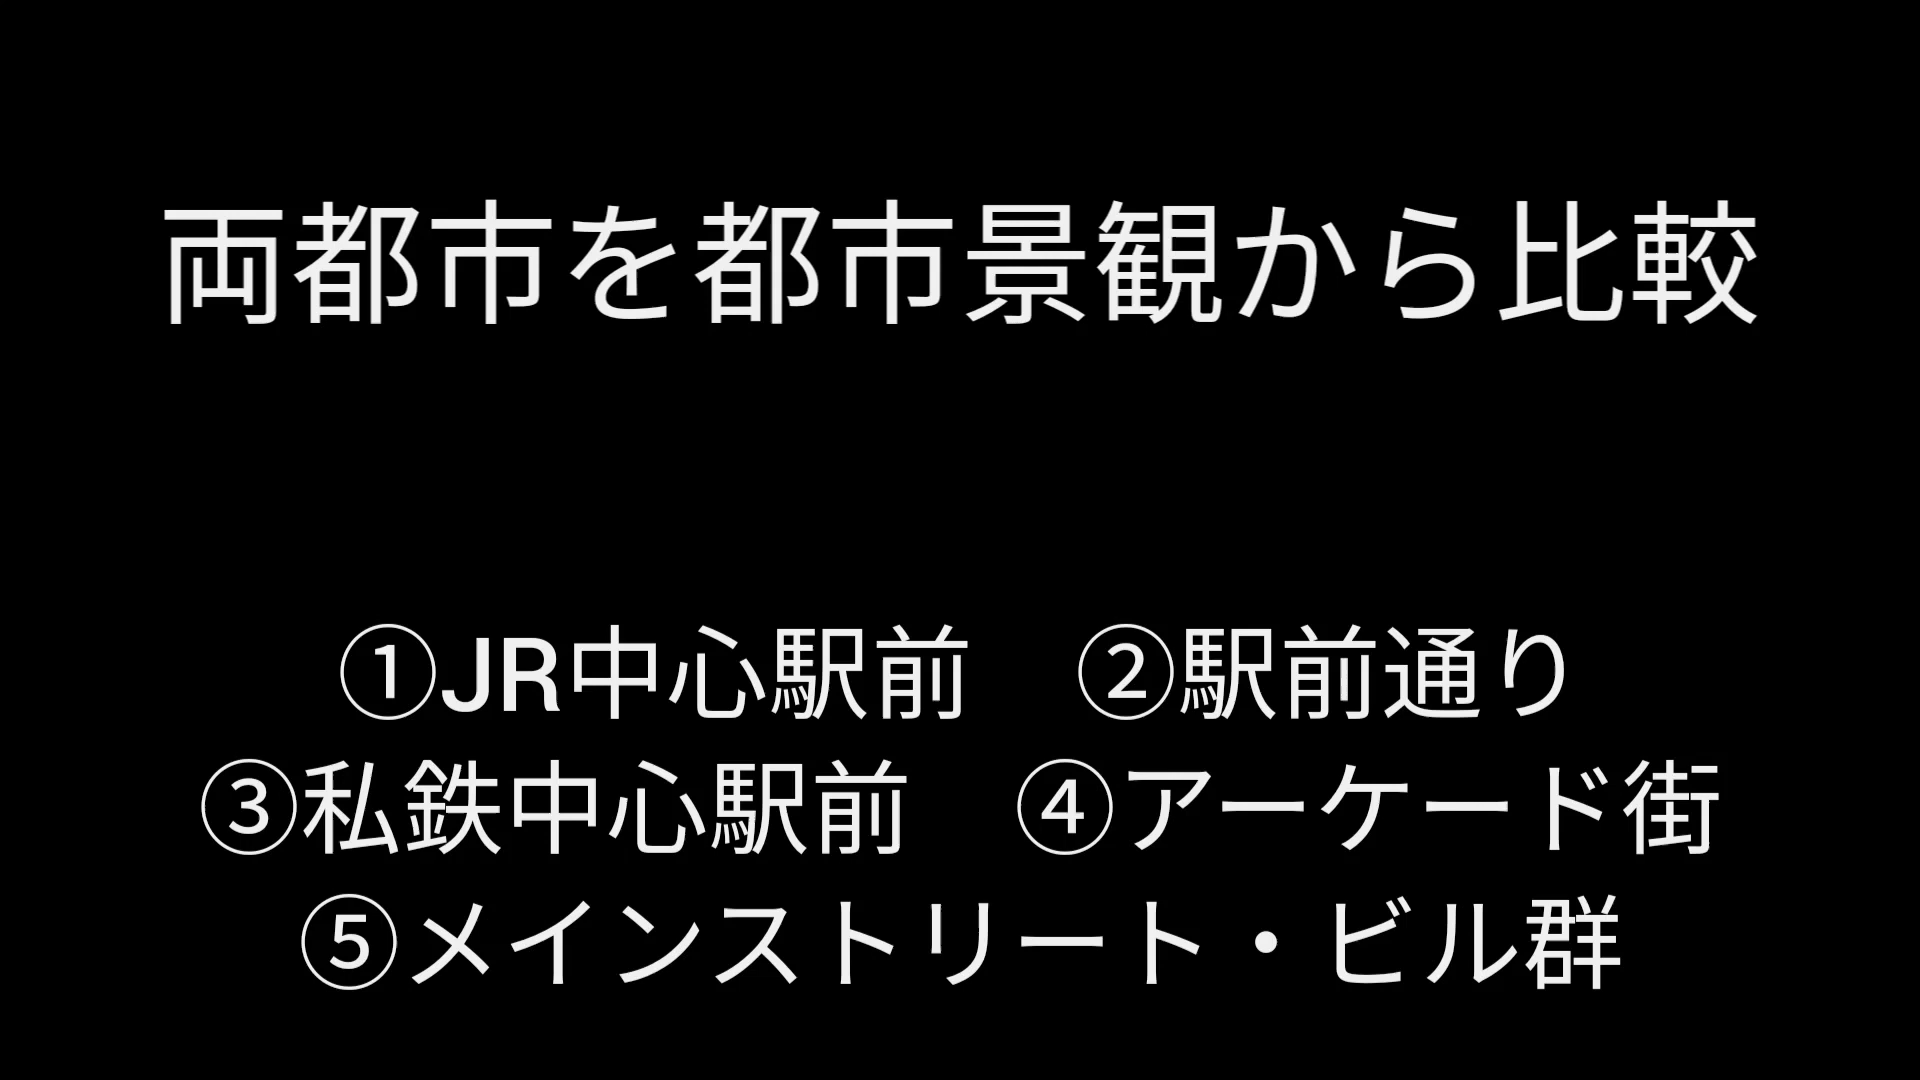 両都市を都市景観から比較
①JR中心駅前　②駅前通り
③私鉄中心駅前　④アーケード街
⑤メインストリート・ビル群